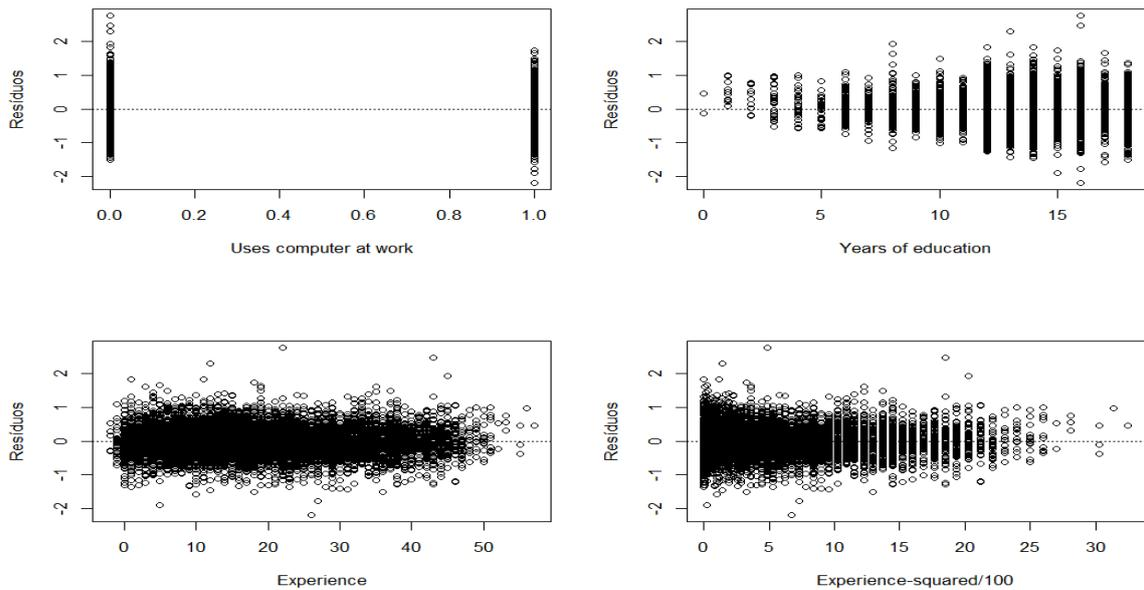 Resíduos
2
1
0
-1
-2
0.0 0.2 0.4 0.6 0.8 1.0
Uses computer at work
Resíduos
2
1
0
-1
-2
0 5 10 15
Years of education
Resíduos
2
1
0
-1
-2
0 10 20 30 40 50
Experience
Resíduos
2
1
0
-1
-2
0 5 10 15 20 25 30
Experience-squared/100